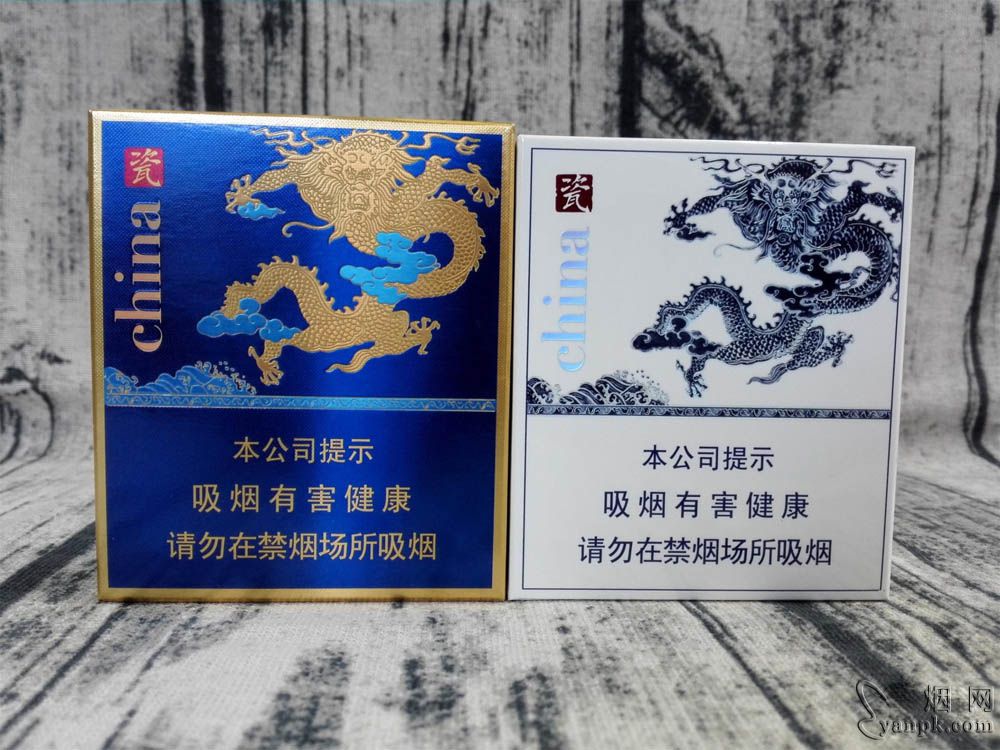 瓷
china
本公司提示
吸烟有害健康
请勿在禁烟场所吸烟
瓷
china
本公司提示
吸烟有害健康
请勿在禁烟场所吸烟
烟网
yanpk.com